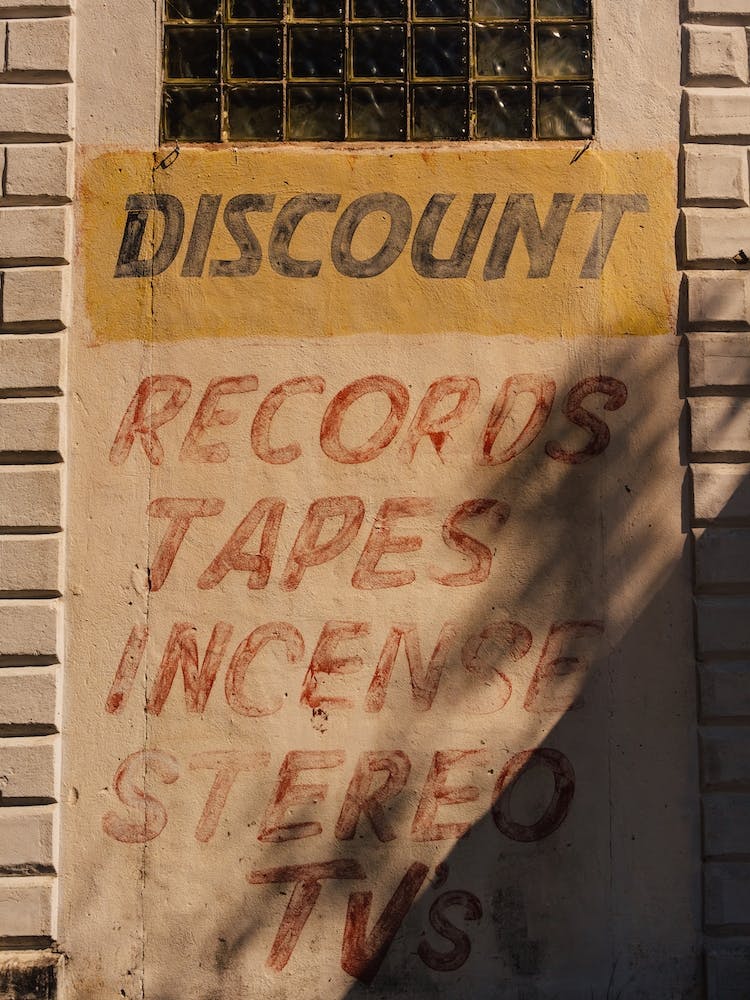 DISCOUNT
RECORDS
TAPES
INCENSE
STEREO
TV's